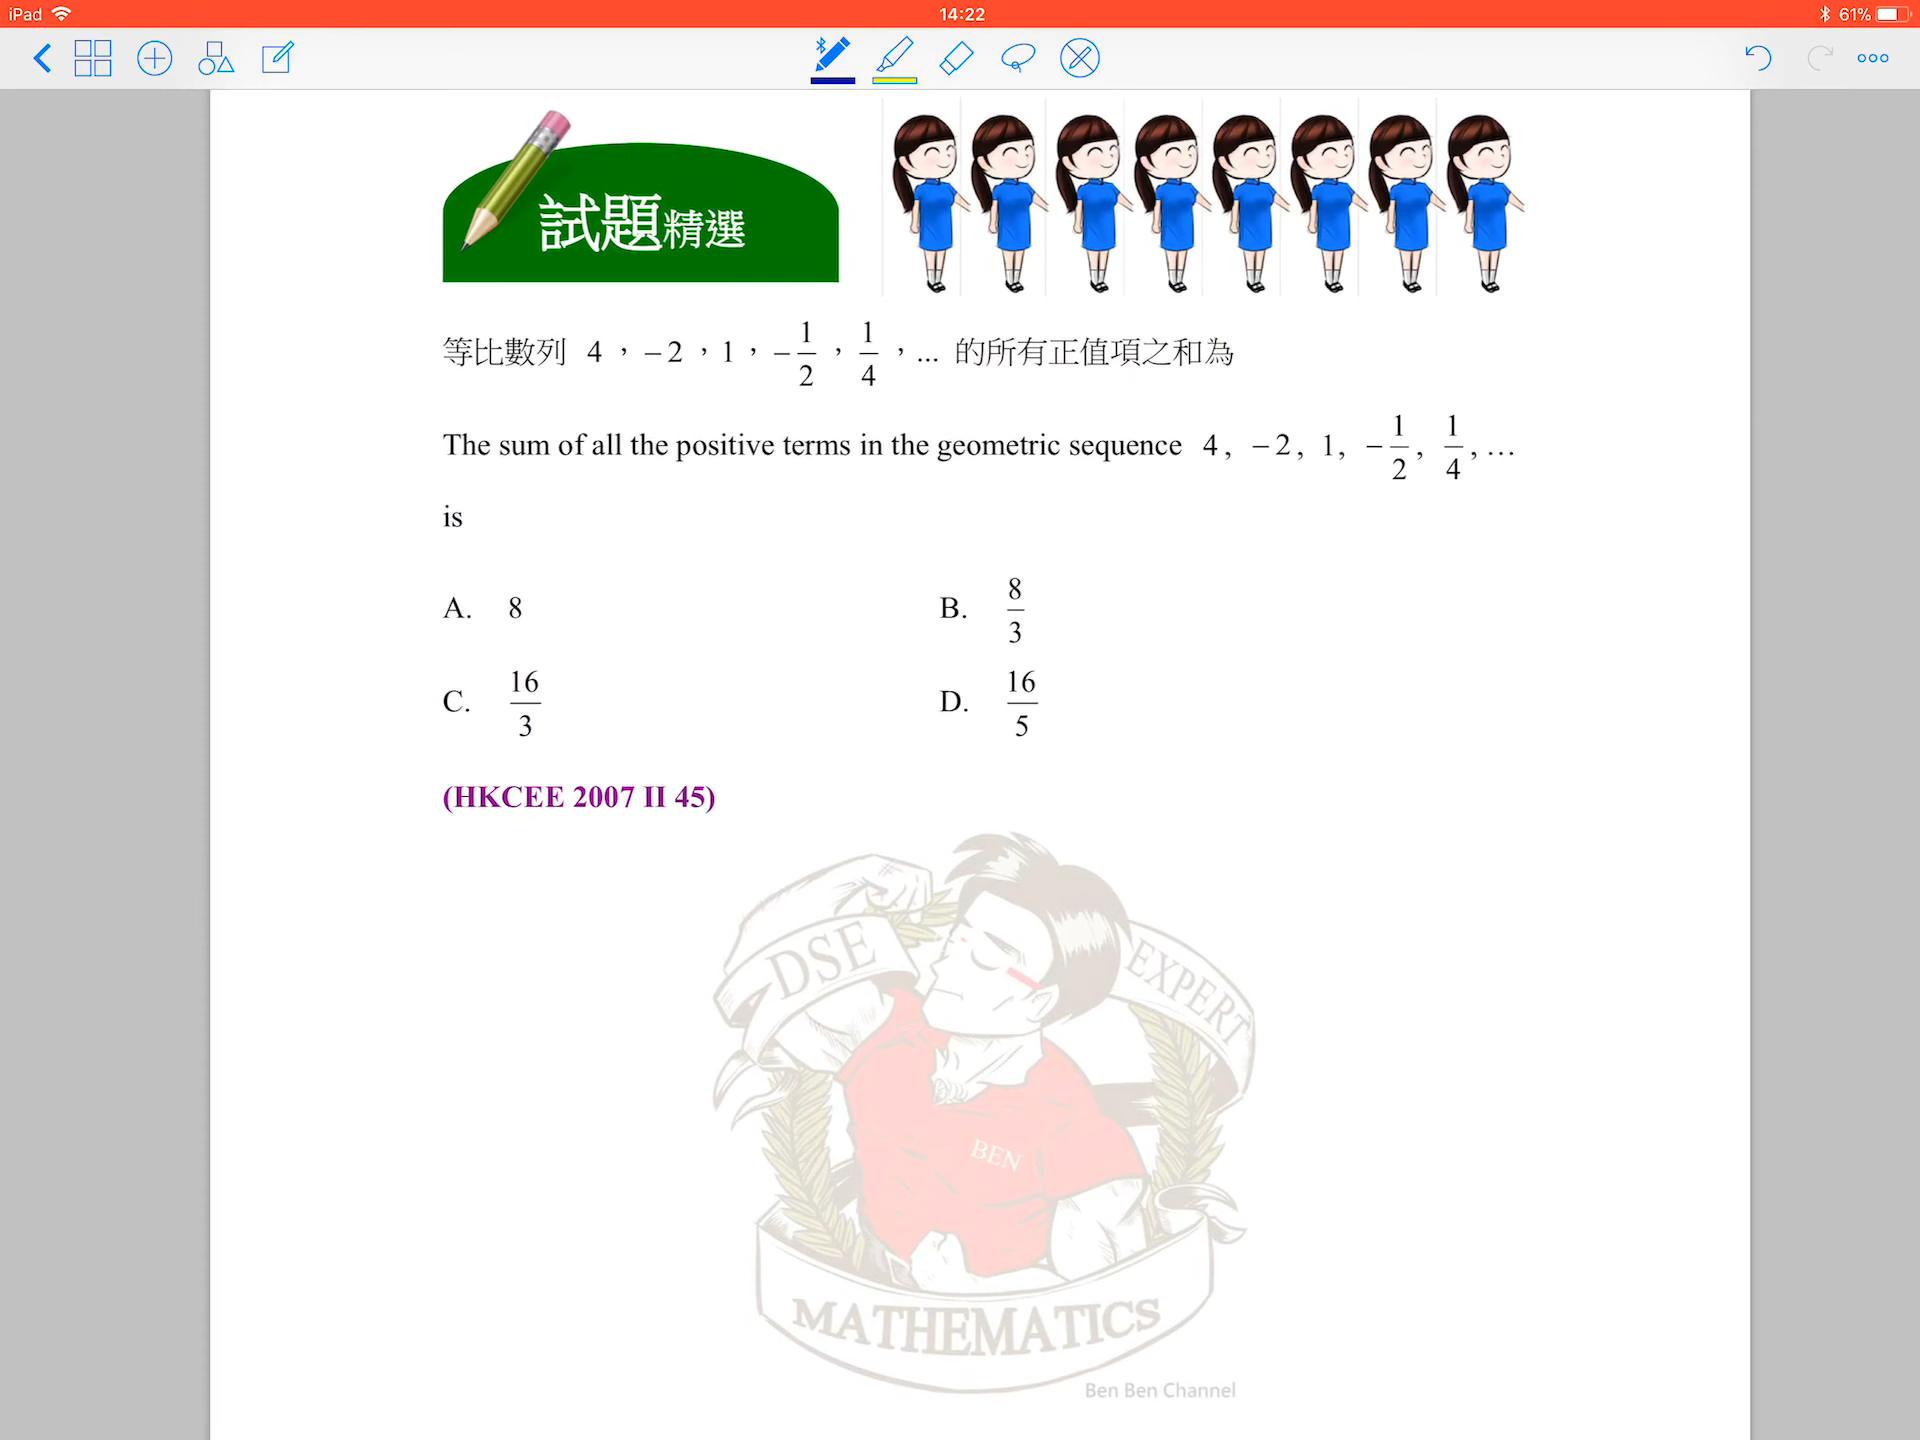 iPad 14:22 61%
試題精選
等比數列 4，−2，1，−1/2，1/4，... 的所有正值項之和為
The sum of all the positive terms in the geometric sequence 4, −2, 1, −1/2, 1/4, …
is
A. 8 B. 8/3
C. 16/3 D. 16/5
(HKCEE 2007 II 45)
DSE EXPERT
BEN
MATHEMATICS
Ben Ben Channel